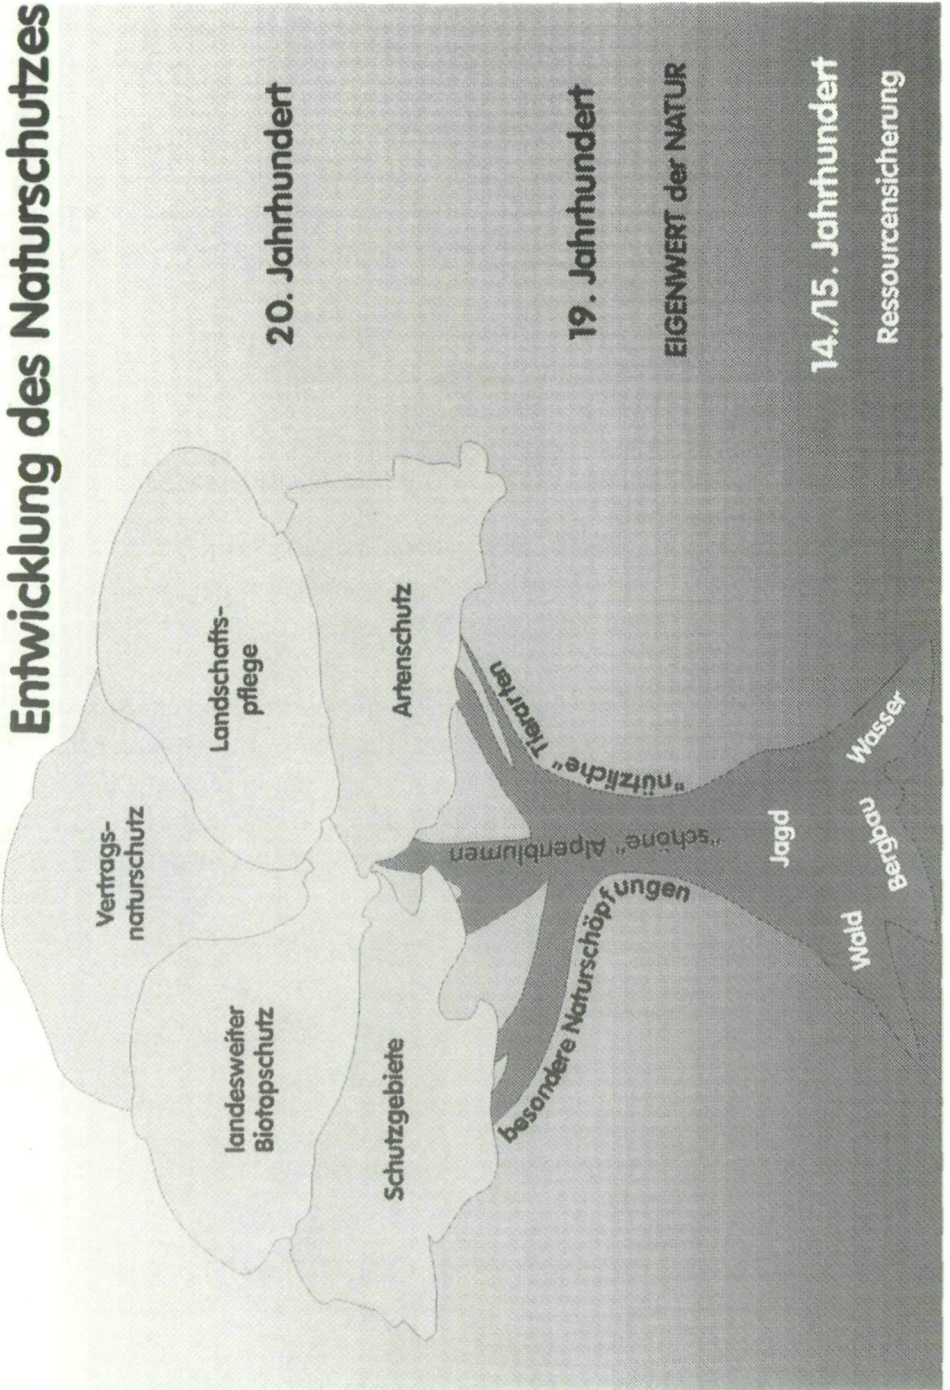 Entwicklung des Naturschutzes
Vertrags-
naturschutz
20. Jahrhundert
landesweiter
Biotopschutz
Landschafts-
pflege
Schutzgebiete
Artenschutz
19. Jahrhundert
EIGENWERT der NATUR
besondere Naturschöpfungen
"schöne" Alpenblumen
"nützliche" Tierarten
14./15. Jahrhundert
Ressourcensicherung
Jagd
Wald
Bergbau
Wasser